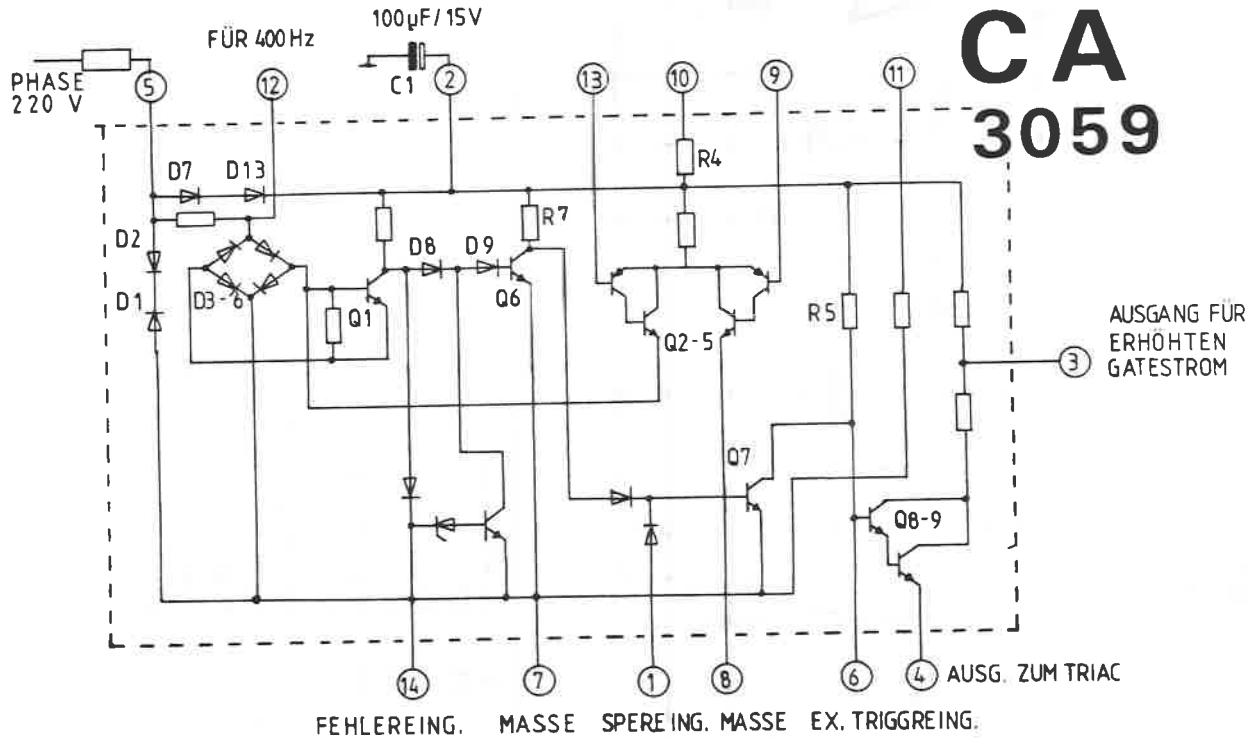 CA
3059
100µF/15V
FÜR 400Hz
C1
PHASE
220 V
5
12
2
13
10
9
11
R4
D7 D13
R7
D2
D8 D9
D1
D3-6
Q1
Q6
Q2-5
R5
AUSGANG FÜR
ERHÖHTEN
GATESTROM
3
Q7
Q8-9
14
7
1
8
6
4
AUSG. ZUM TRIAC
FEHLEREING. MASSE SPEREING. MASSE EX. TRIGGREING.